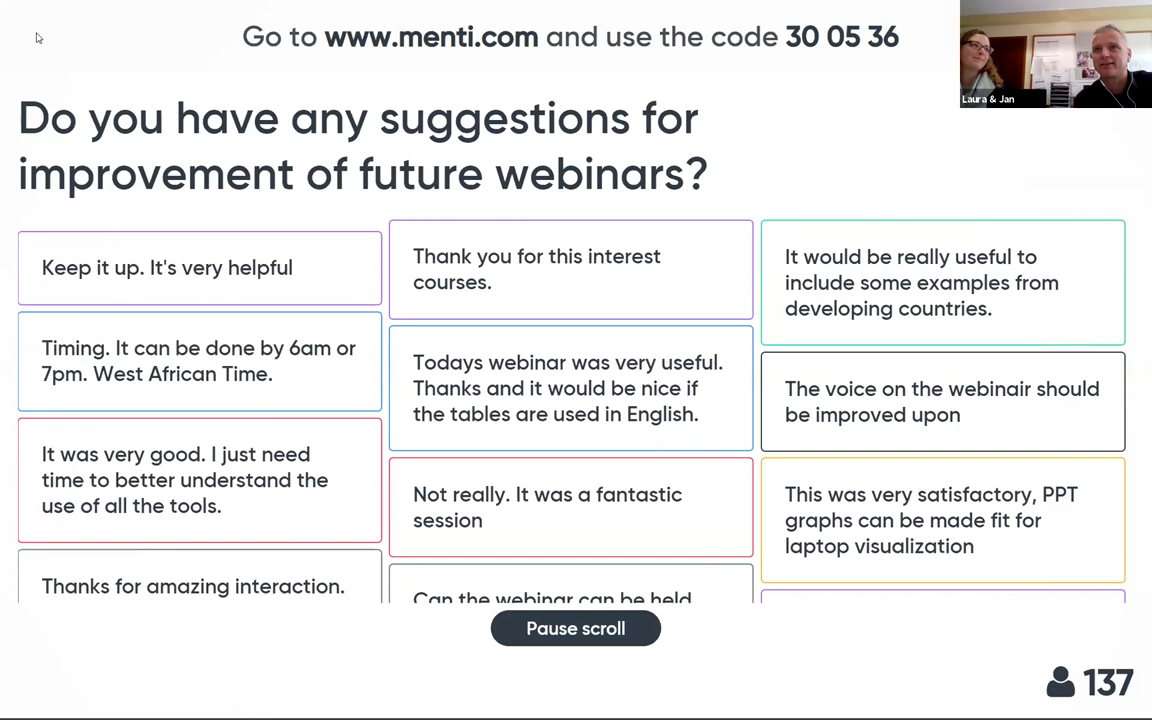 Go to www.menti.com and use the code 30 05 36
Laura & Jan
Do you have any suggestions for
improvement of future webinars?
Keep it up. It's very helpful
Timing. It can be done by 6am or
7pm. West African Time.
It was very good. I just need
time to better understand the
use of all the tools.
Thanks for amazing interaction.
Thank you for this interest
courses.
Todays webinar was very useful.
Thanks and it would be nice if
the tables are used in English.
Not really. It was a fantastic
session
Can the webinar can be held
It would be really useful to
include some examples from
developing countries.
The voice on the webinair should
be improved upon
This was very satisfactory, PPT
graphs can be made fit for
laptop visualization
Pause scroll
137